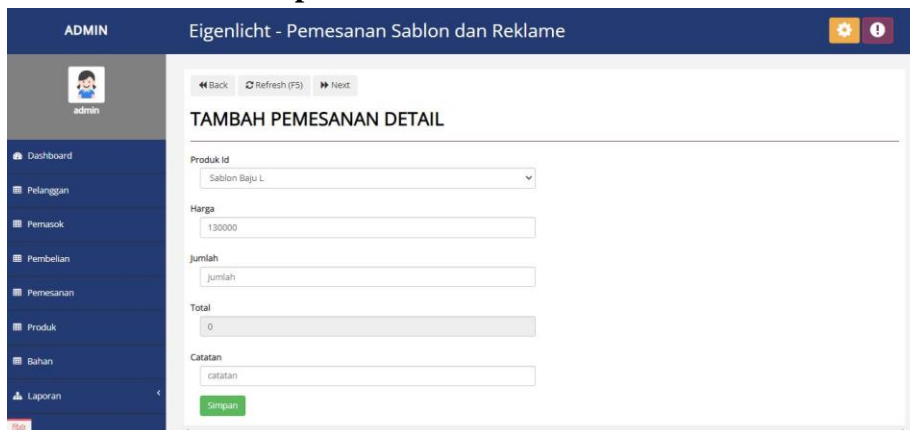 ADMIN
Eigenlicht - Pemesanan Sablon dan Reklame
admin
Dashboard
Pelanggan
Pemasok
Pembelian
Pemesanan
Produk
Bahan
Laporan
Back Refresh (F5) Next
TAMBAH PEMESANAN DETAIL
Produk Id
Sablon Baju L
Harga
130000
Jumlah
jumlah
Total
0
Catatan
catatan
Simpan